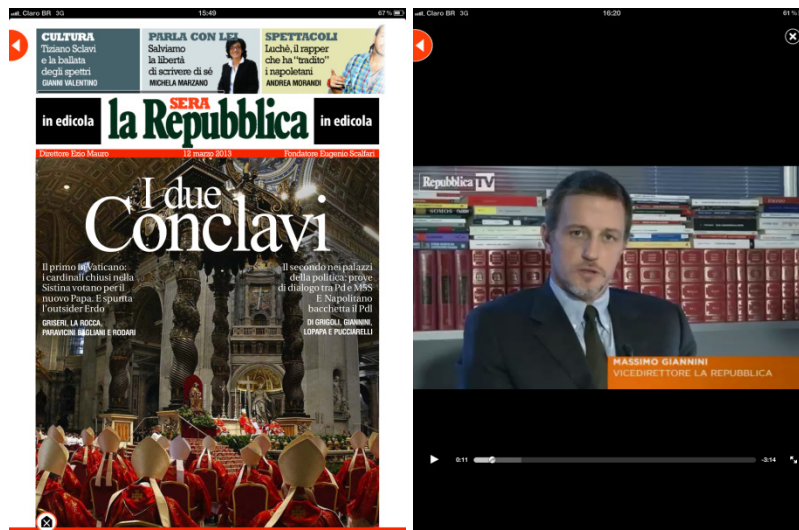 Claro BR 3G
15:49
67%
CULTURA
Tiziano Sclavi
e la ballata
degli spettri
GIANNI VALENTINO
PARLA CON LEI
Salviamo
la libertà
di scrivere di sé
MICHELA MARZANO
SPETTACOLI
Luchè, il rapper
che ha "tradito"
i napoletani
ANDREA MORANDI
in edicola
SERA
la Repubblica
in edicola
Direttore Ezio Mauro
12 marzo 2013
Fondatore Eugenio Scalfari
I due
Conclavi
Il primo in Vaticano:
i cardinali chiusi nella
Sistina votano per il
nuovo Papa. E spunta
l'outsider Erdo
GRISERI, LA ROCCA,
PARAVICINI BAGLIANI E RODARI
Il secondo nei palazzi
della politica: prove
di dialogo tra Pd e M5S
E Napolitano
bacchetta il Pdl
DI GRIGOLI, GIANNINI,
LOPAPA E PUCCIARELLI
Claro BR 3G
16:20
61%
Repubblica TV
MASSIMO GIANNINI
VICEDIRETTORE LA REPUBBLICA
0:11
-3:14